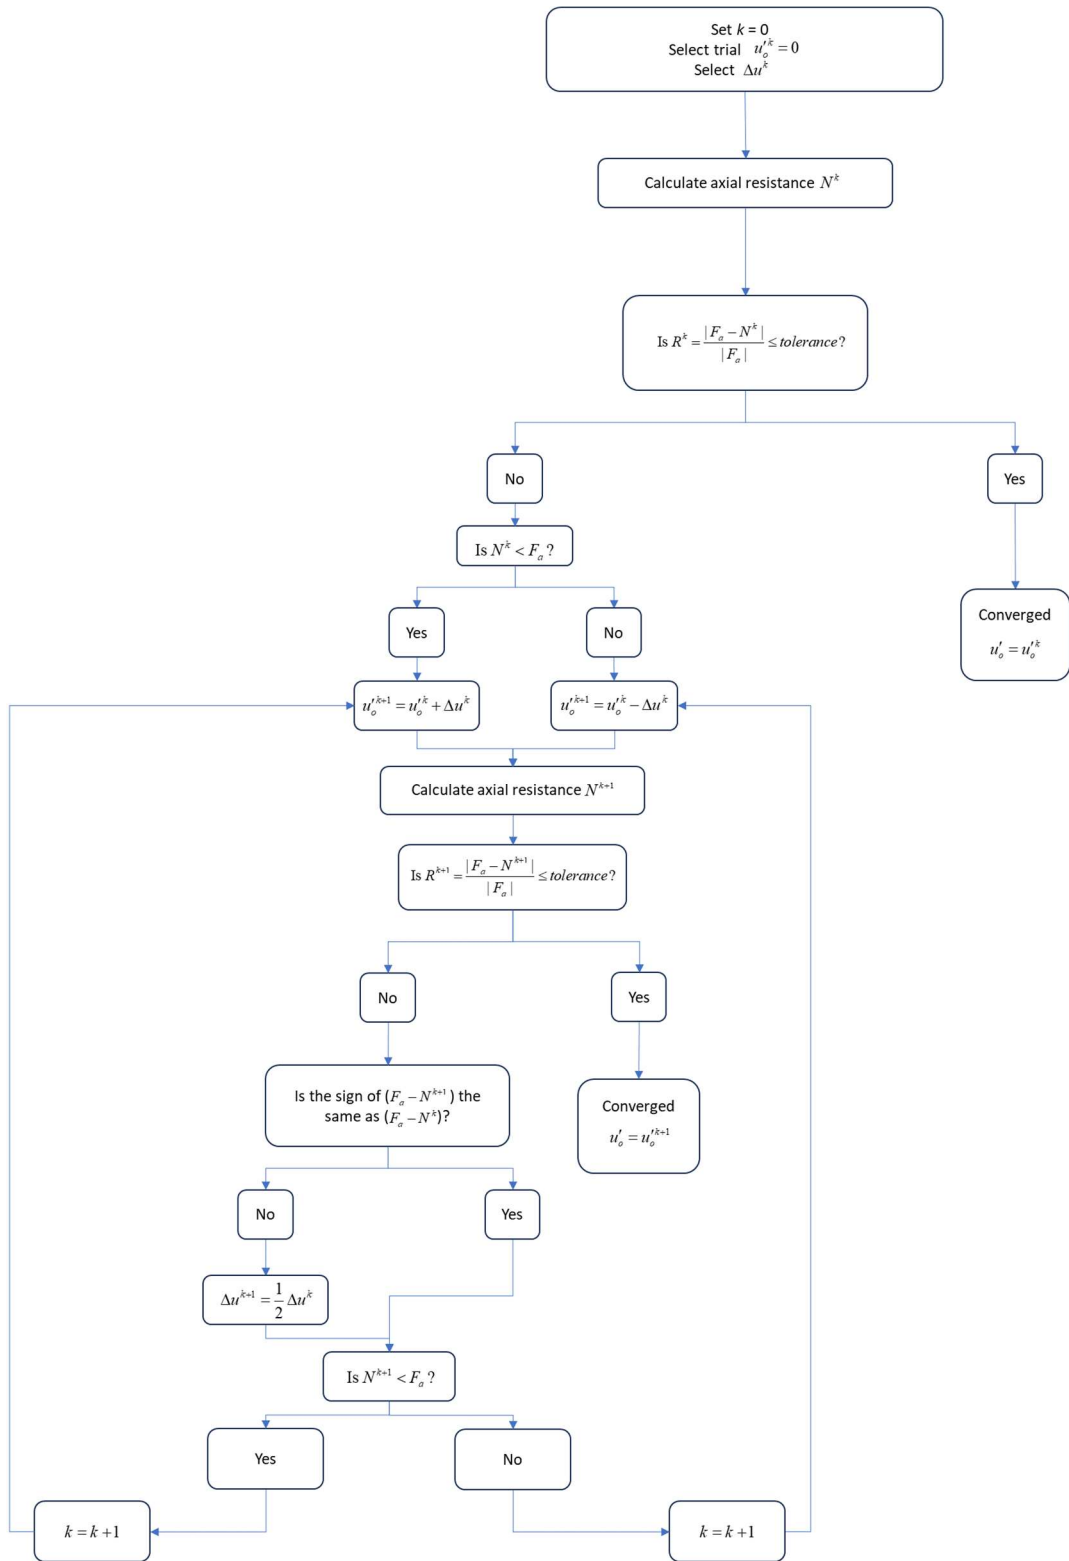 Set k = 0
Select trial u′ₒᵏ = 0
Select Δuᵏ
Calculate axial resistance Nᵏ
Is Rᵏ = |Fₐ − Nᵏ| / |Fₐ| ≤ tolerance?
No
Yes
Is Nᵏ < Fₐ ?
Converged
u′ₒ = u′ₒᵏ
Yes
No
u′ₒᵏ⁺¹ = u′ₒᵏ + Δuᵏ
u′ₒᵏ⁺¹ = u′ₒᵏ − Δuᵏ
Calculate axial resistance Nᵏ⁺¹
Is Rᵏ⁺¹ = |Fₐ − Nᵏ⁺¹| / |Fₐ| ≤ tolerance?
No
Yes
Is the sign of (Fₐ − Nᵏ⁺¹) the
same as (Fₐ − Nᵏ)?
Converged
u′ₒ = u′ₒᵏ⁺¹
No
Yes
Δuᵏ⁺¹ = 1/2 Δuᵏ
Is Nᵏ⁺¹ < Fₐ ?
Yes
No
k = k+1
k = k+1